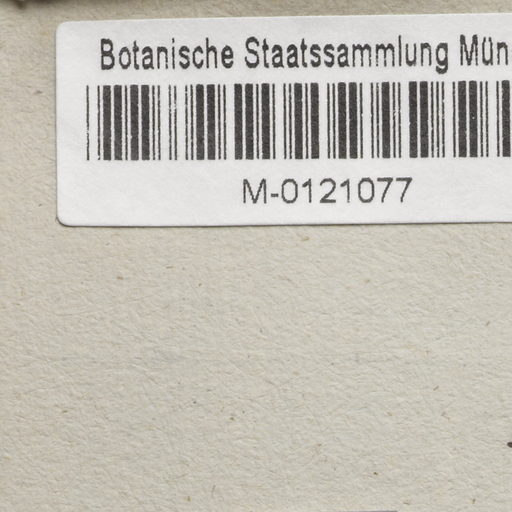 Botanische Staatssammlung Mün
M-0121077